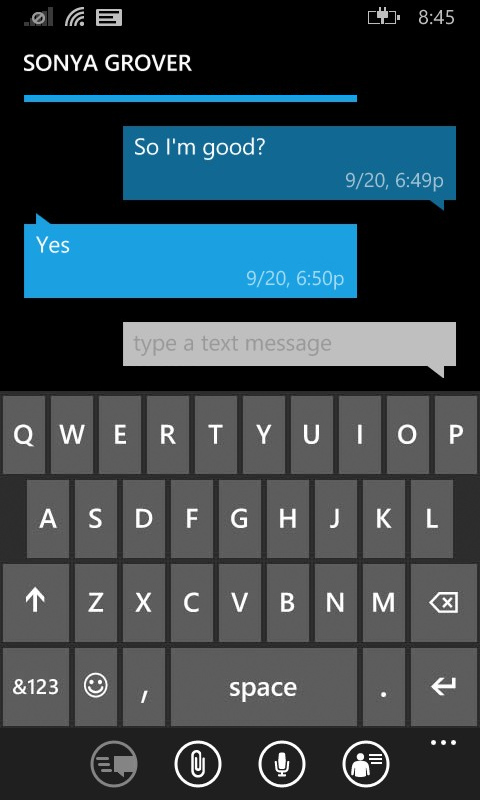 8:45
SONYA GROVER
So I'm good?
9/20, 6:49p
Yes
9/20, 6:50p
type a text message
Q W E R T Y U I O P
A S D F G H J K L
Z X C V B N M
&123 , space .